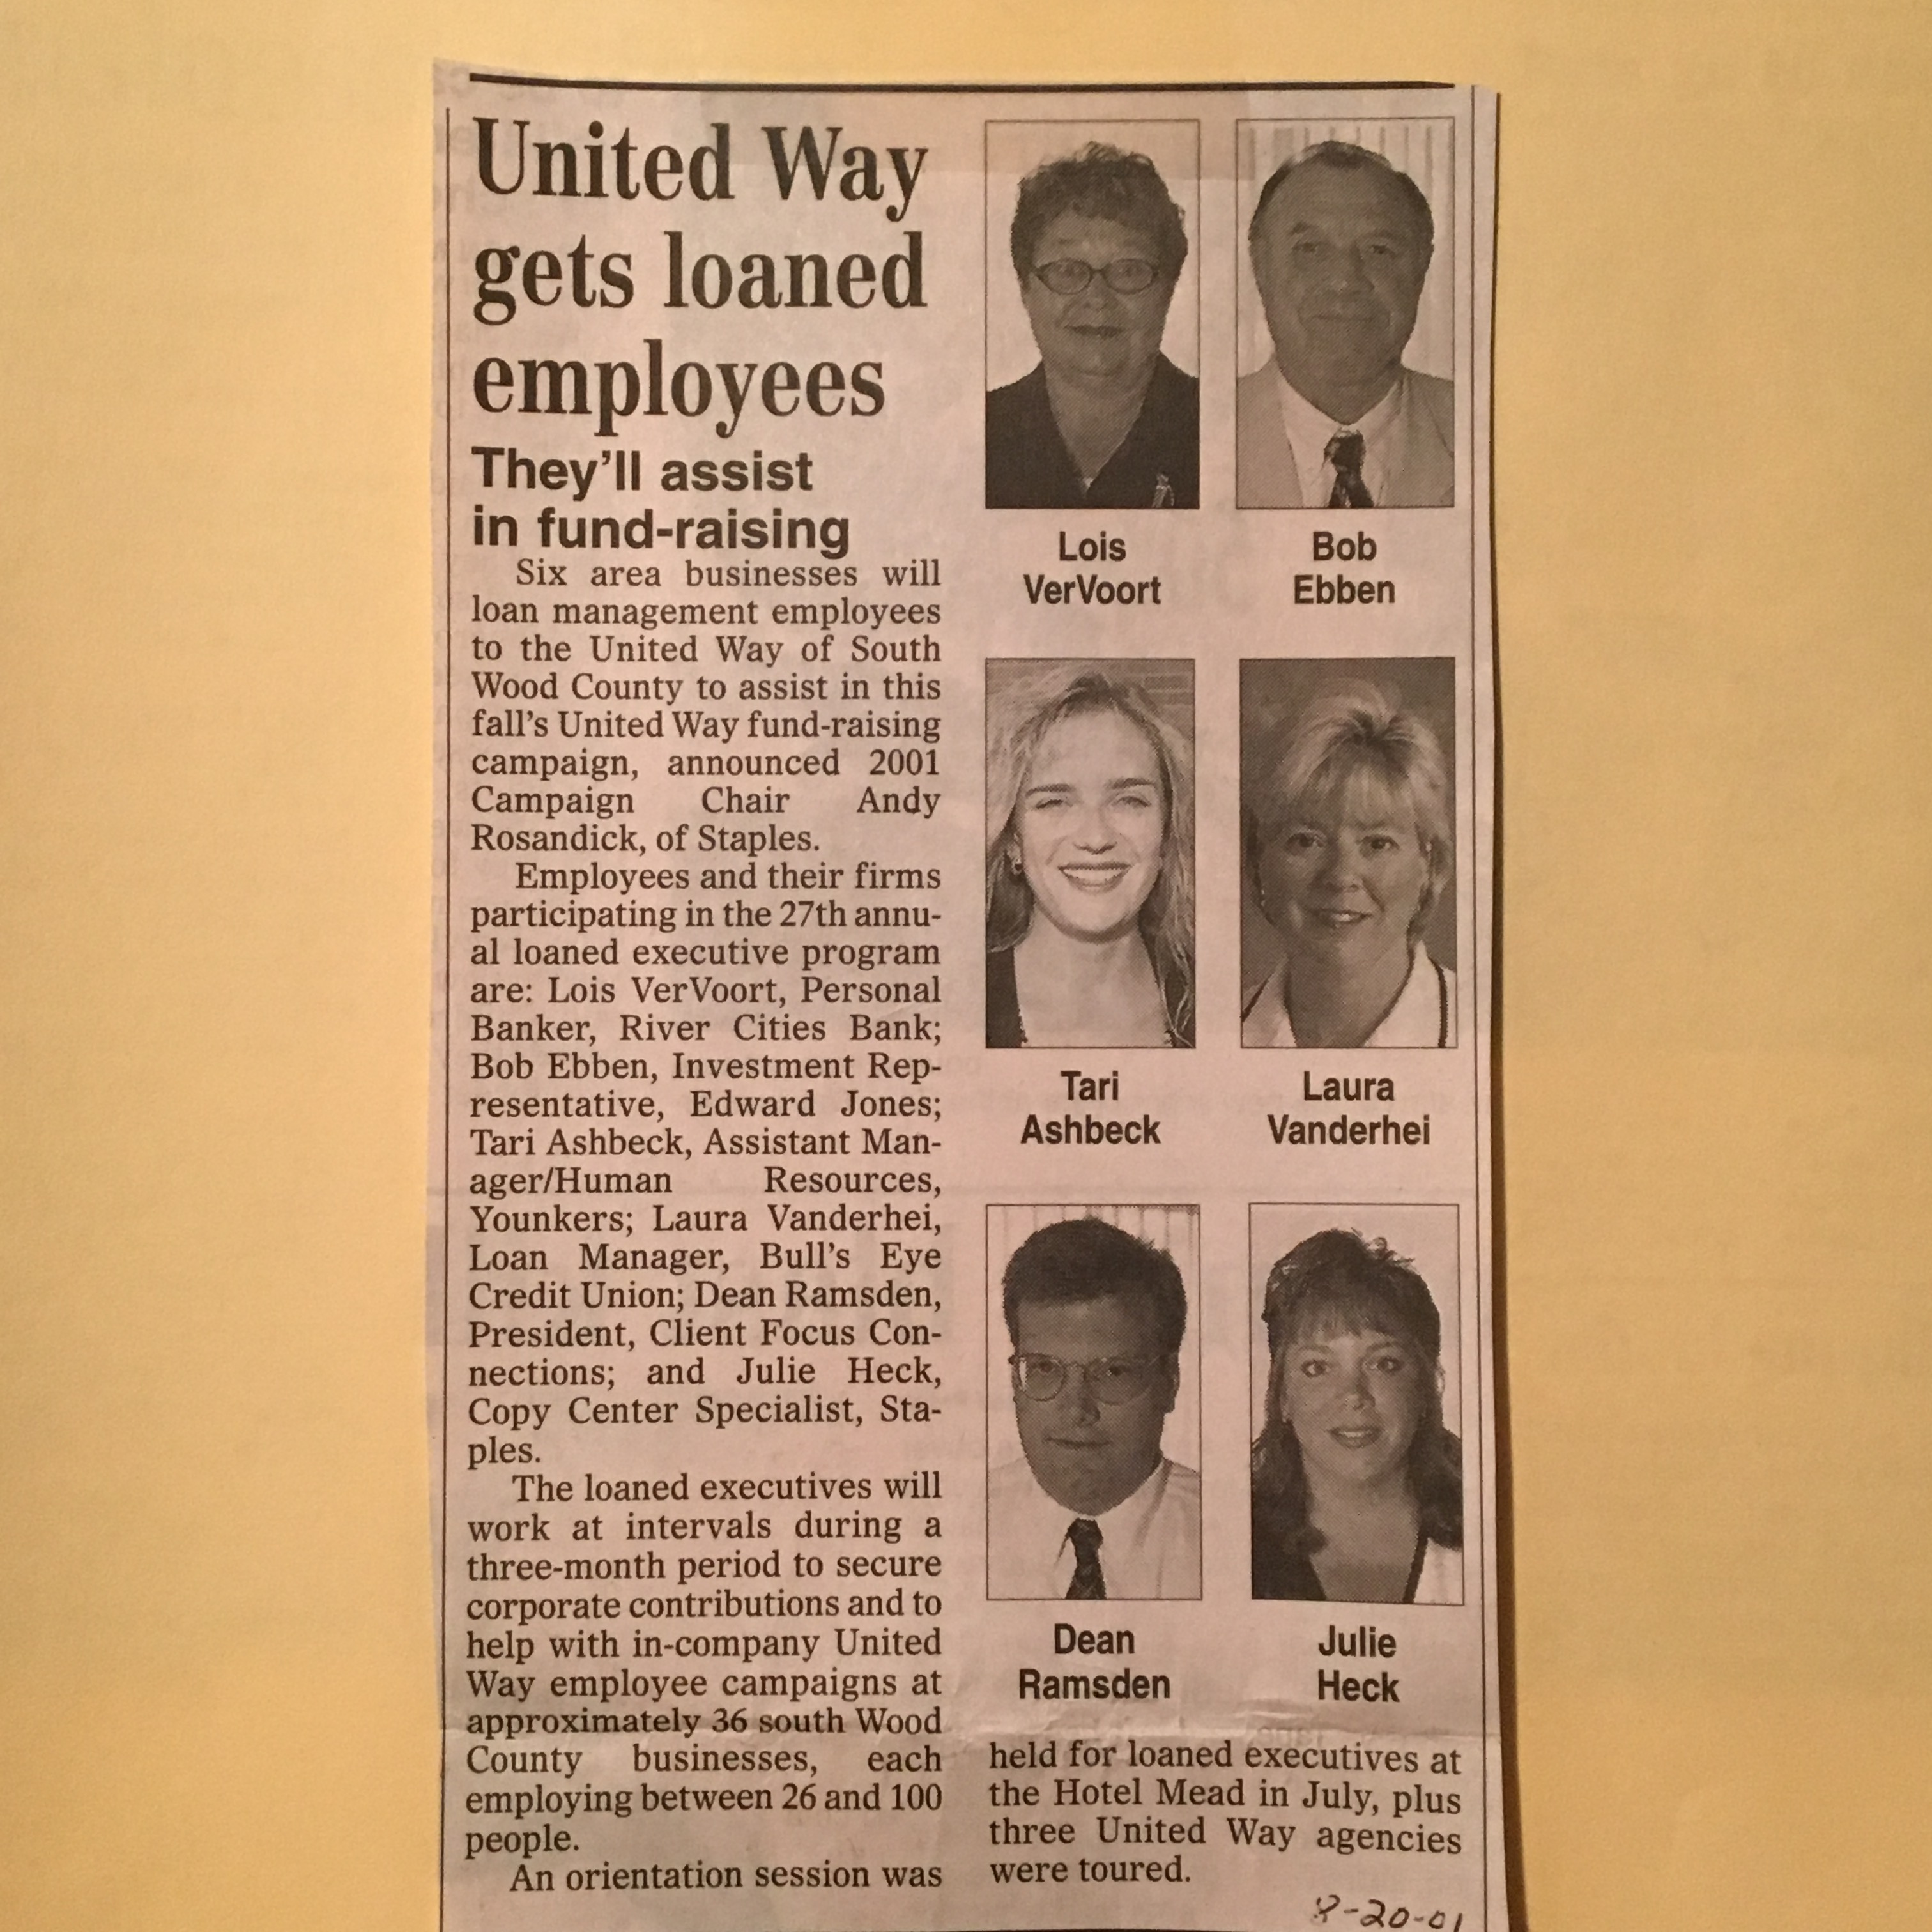 United Way
gets loaned
employees
They'll assist
in fund-raising
Six area businesses will
loan management employees
to the United Way of South
Wood County to assist in this
fall's United Way fund-raising
campaign, announced 2001
Campaign Chair Andy
Rosandick, of Staples.
Employees and their firms
participating in the 27th annu-
al loaned executive program
are: Lois VerVoort, Personal
Banker, River Cities Bank;
Bob Ebben, Investment Rep-
resentative, Edward Jones;
Tari Ashbeck, Assistant Man-
ager/Human Resources,
Younkers; Laura Vanderhei,
Loan Manager, Bull's Eye
Credit Union; Dean Ramsden,
President, Client Focus Con-
nections; and Julie Heck,
Copy Center Specialist, Sta-
ples.
The loaned executives will
work at intervals during a
three-month period to secure
corporate contributions and to
help with in-company United
Way employee campaigns at
approximately 36 south Wood
County businesses, each
employing between 26 and 100
people.
An orientation session was
held for loaned executives at
the Hotel Mead in July, plus
three United Way agencies
were toured.
Lois
VerVoort
Bob
Ebben
Tari
Ashbeck
Laura
Vanderhei
Dean
Ramsden
Julie
Heck
8-20-01